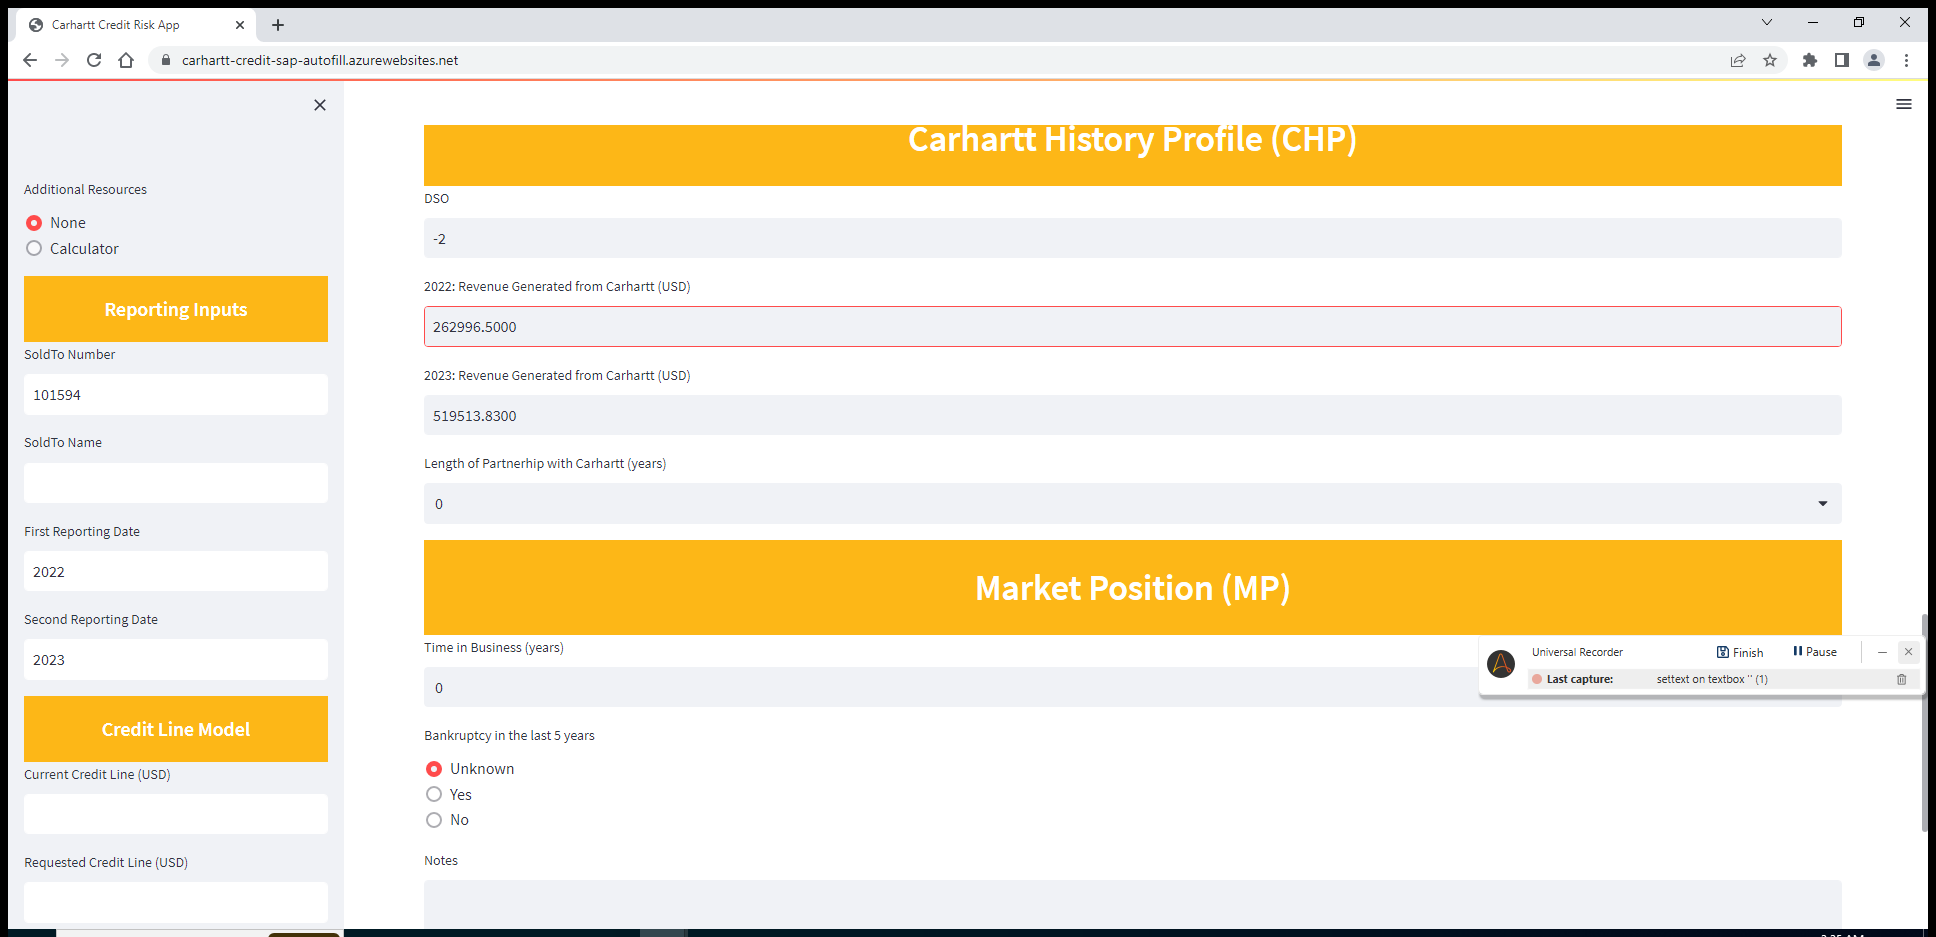 Carhartt Credit Risk App
carhartt-credit-sap-autofill.azurewebsites.net
Additional Resources
None
Calculator
Reporting Inputs
SoldTo Number
101594
SoldTo Name
First Reporting Date
2022
Second Reporting Date
2023
Credit Line Model
Current Credit Line (USD)
Requested Credit Line (USD)
Carhartt History Profile (CHP)
DSO
-2
2022: Revenue Generated from Carhartt (USD)
262996.5000
2023: Revenue Generated from Carhartt (USD)
519513.8300
Length of Partnerhip with Carhartt (years)
0
Market Position (MP)
Time in Business (years)
0
Bankruptcy in the last 5 years
Unknown
Yes
No
Notes
Universal Recorder Finish Pause
Last capture: settext on textbox '' (1)